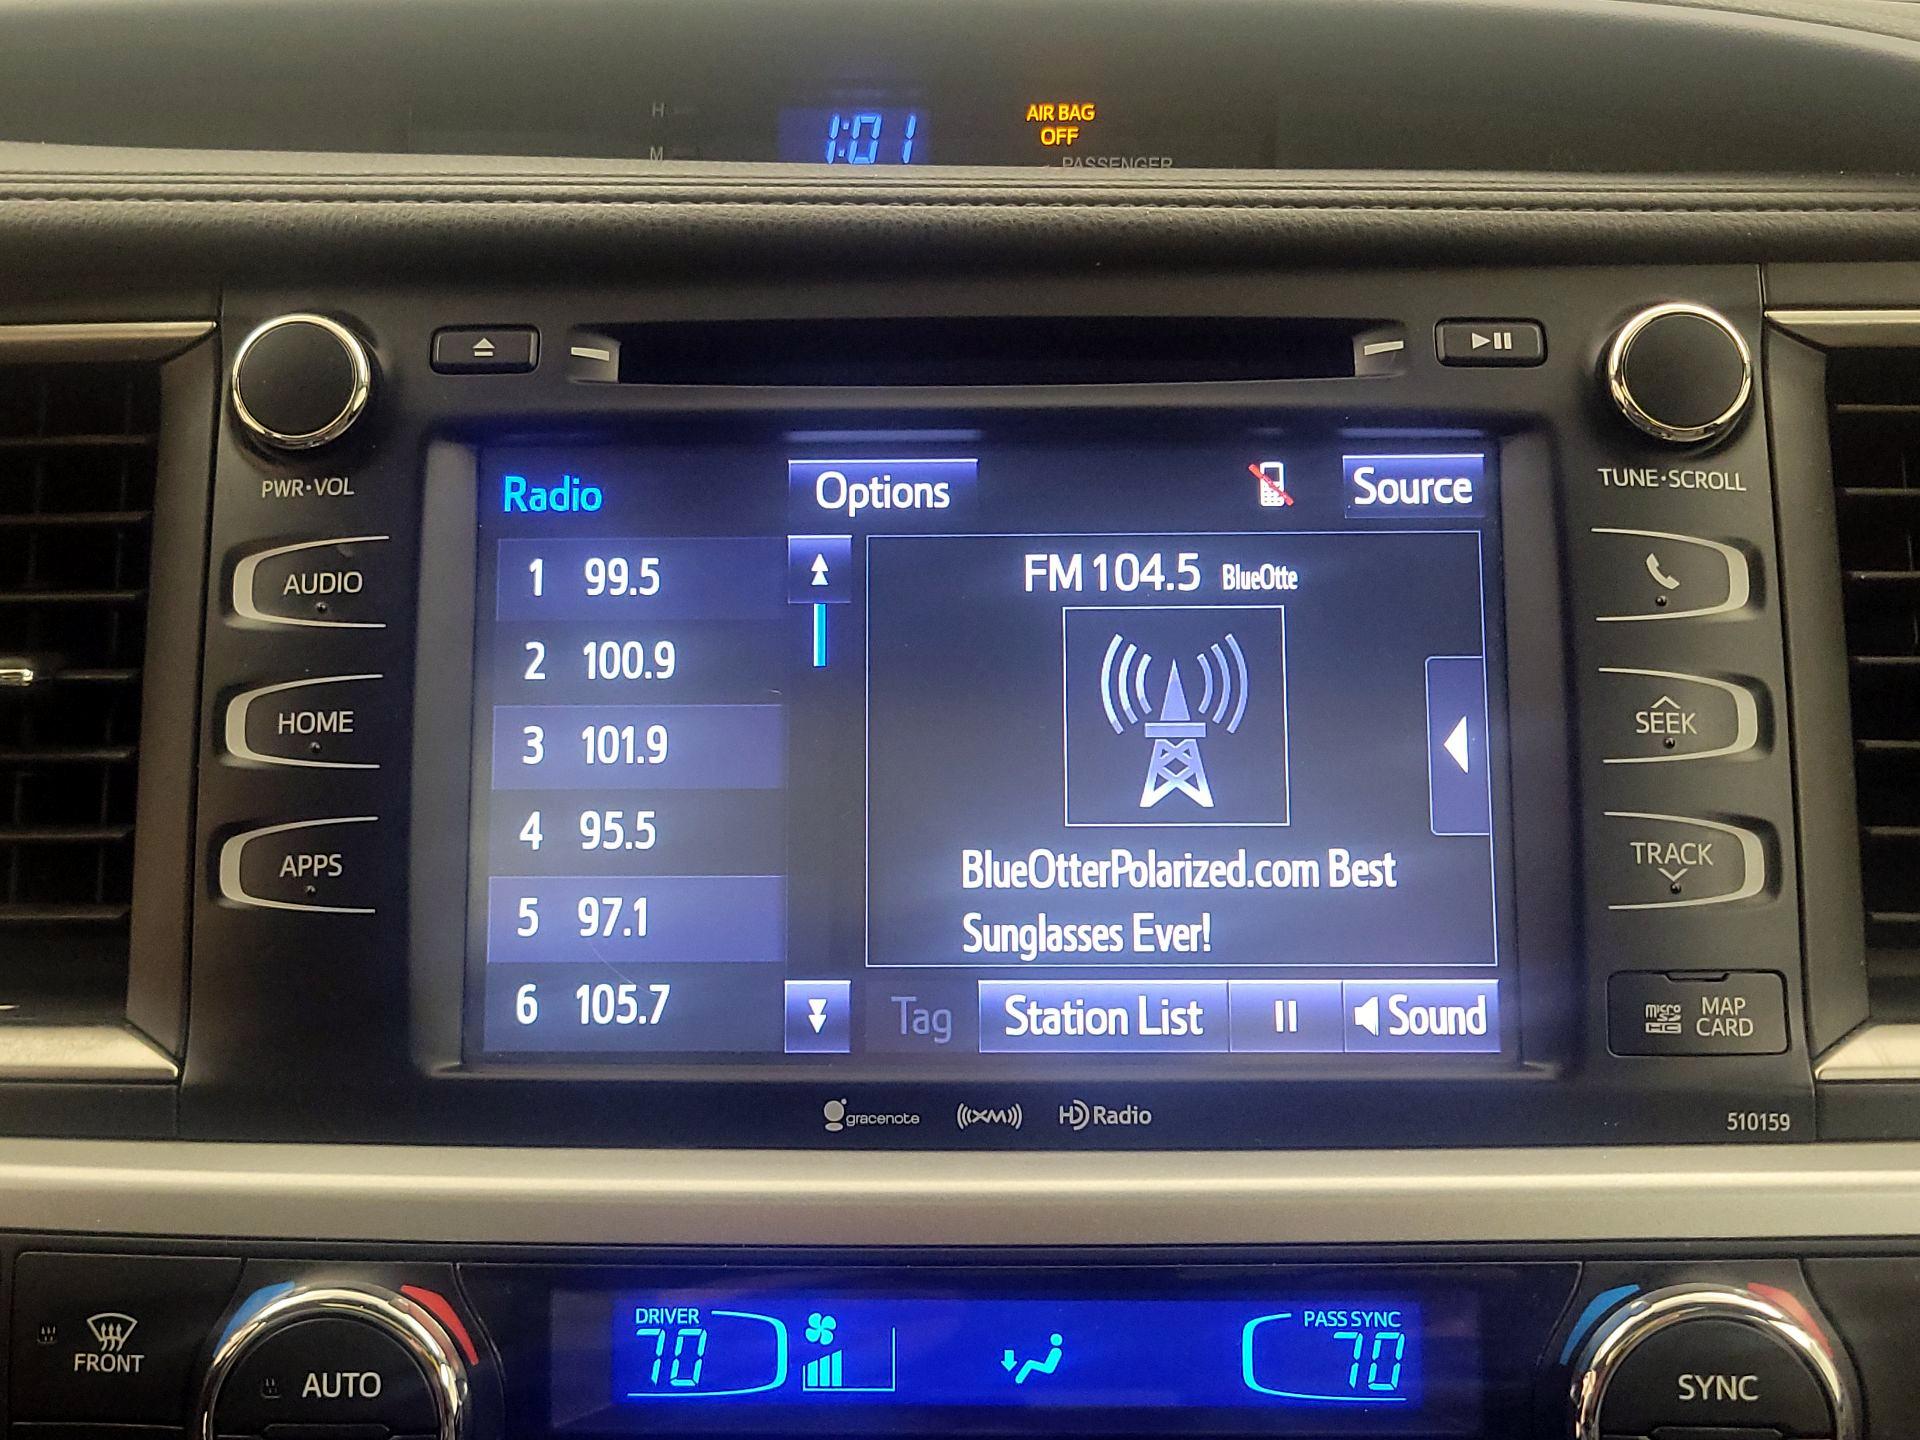 H
1:01
AIR BAG
OFF
M
PASSENGER
PWR·VOL
TUNE·SCROLL
Radio
Options
Source
AUDIO
HOME
APPS
1 99.5
2 100.9
3 101.9
4 95.5
5 97.1
6 105.7
FM 104.5 BlueOtte
BlueOtterPolarized.com Best
Sunglasses Ever!
Tag
Station List
Sound
SEEK
TRACK
micro
SD
HC
MAP
CARD
gracenote
((XM))
HD Radio
510159
DRIVER
70
PASS SYNC
70
FRONT
AUTO
SYNC